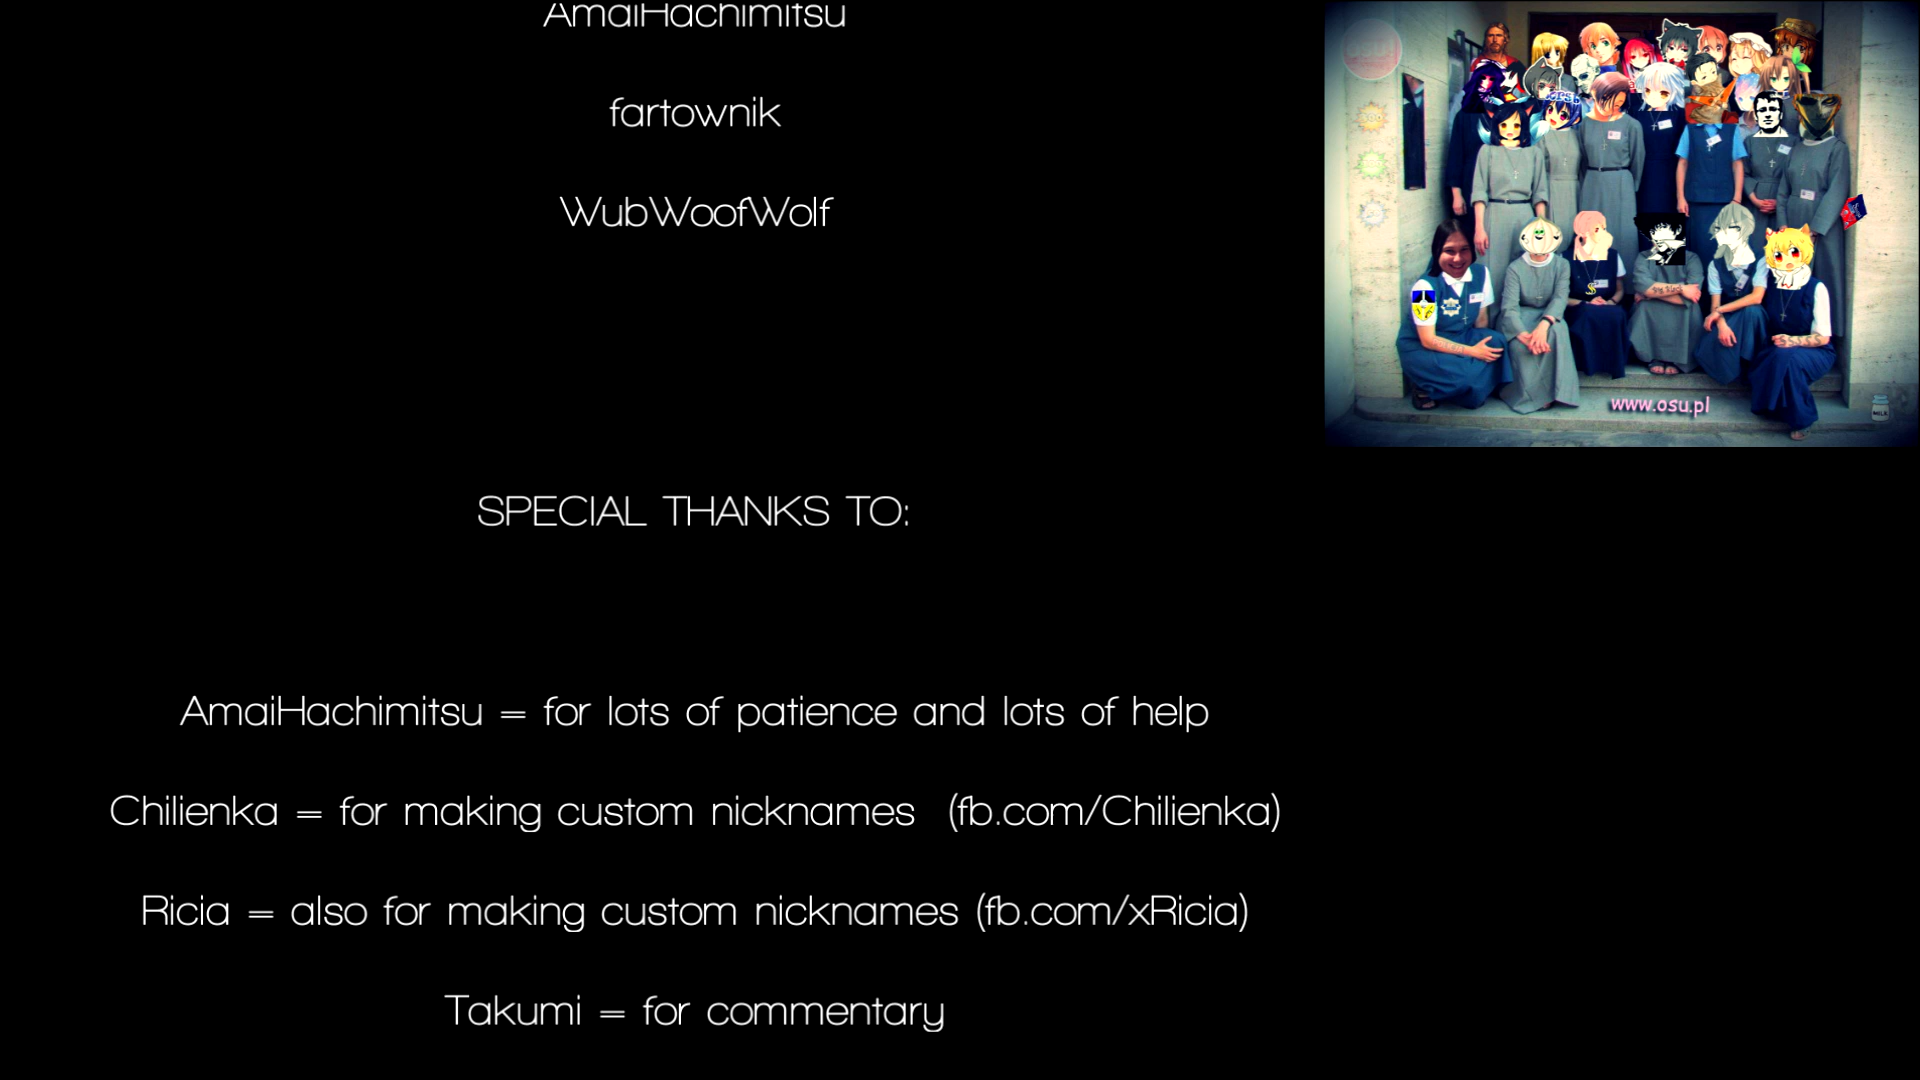 AmaiHachimitsu
fartownik
WubWoofWolf
SPECIAL THANKS TO:
AmaiHachimitsu = for lots of patience and lots of help
Chilienka = for making custom nicknames (fb.com/Chilienka)
Ricia = also for making custom nicknames (fb.com/xRicia)
Takumi = for commentary
www.osu.pl